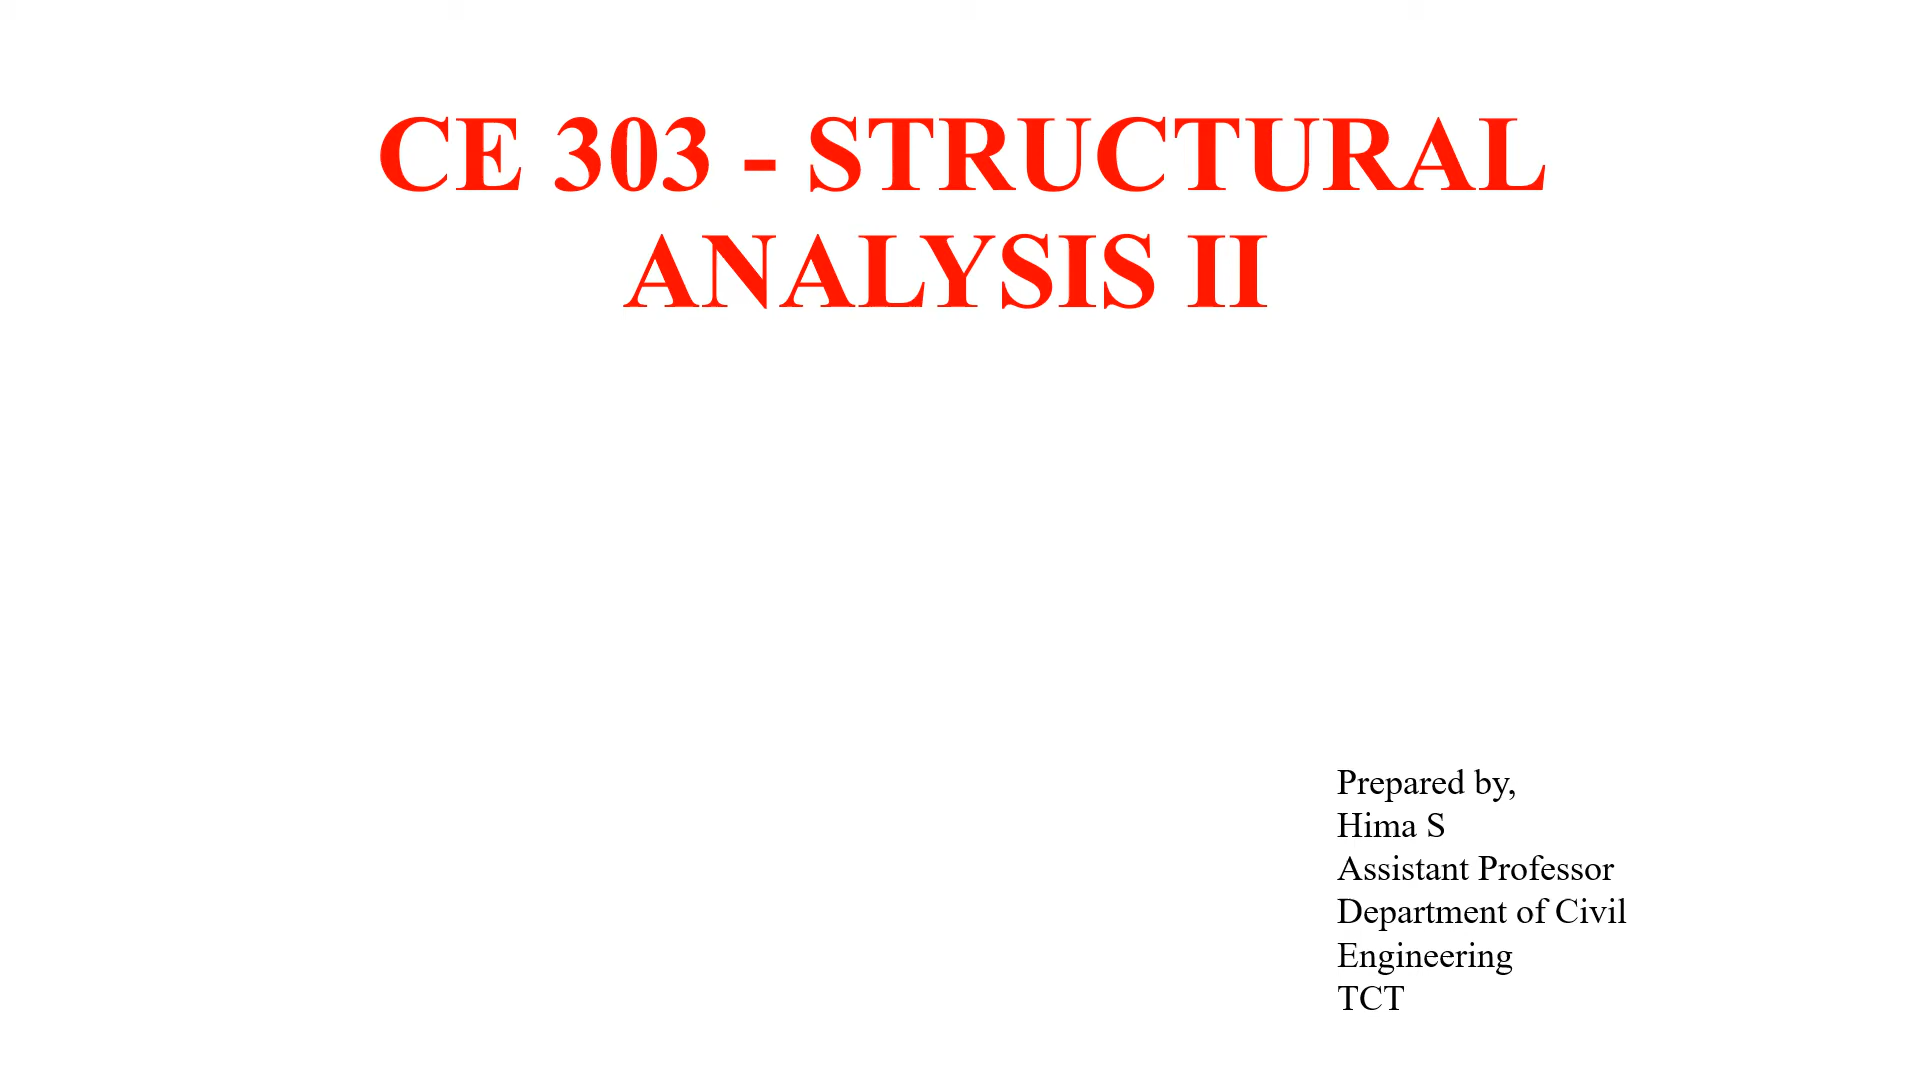 CE 303 - STRUCTURAL
ANALYSIS II
Prepared by,
Hima S
Assistant Professor
Department of Civil
Engineering
TCT